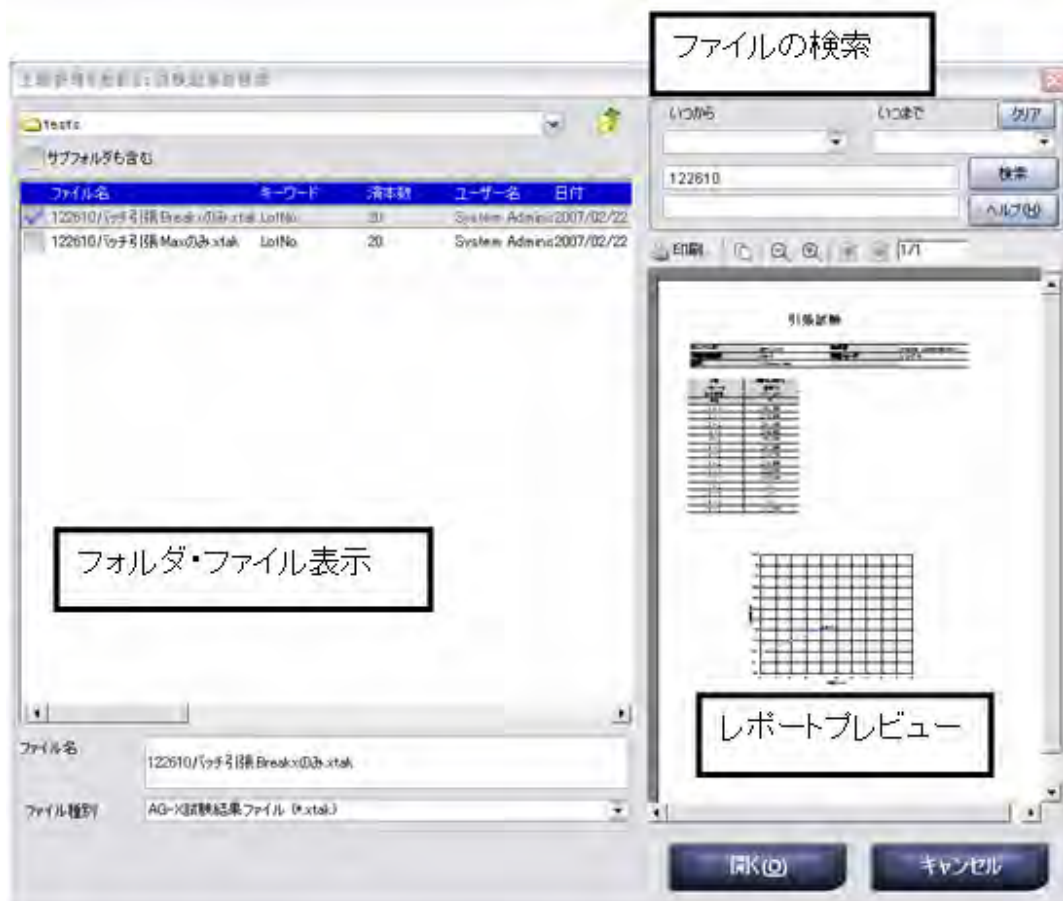 ファイルの検索
tests
サブフォルダも含む
ファイル名 キーワード 済本数 ユーザー名 日付
122610バッチ引張Breakxのみ.xtak LotNo 20 System Adminis 2007/02/22
122610バッチ引張Maxのみ.xtak LotNo 20 System Adminis 2007/02/22
フォルダ・ファイル表示
ファイル名
122610バッチ引張Breakxのみ.xtak
ファイル種別
AG-X試験結果ファイル (*.xtak)
いつから いつまで クリア
122610 検索
ヘルプ(H)
印刷 1/1
引張試験
レポートプレビュー
開く(O) キャンセル